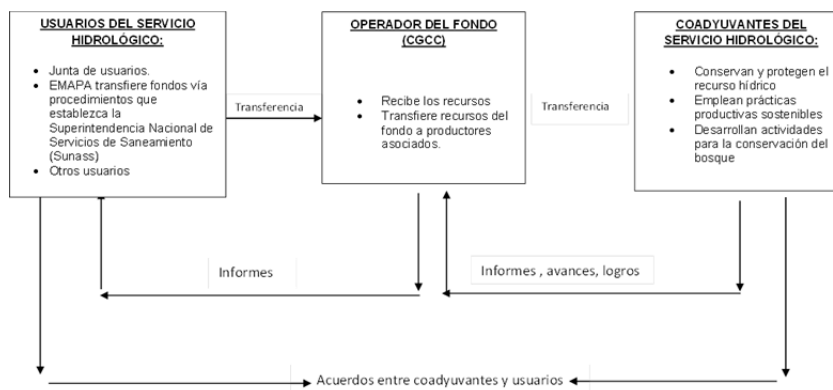 USUARIOS DEL SERVICIO
HIDROLÓGICO:
• Junta de usuarios.
• EMAPA transfiere fondos vía
procedimientos que
establezca la
Superintendencia Nacional de
Servicios de Saneamiento
(Sunass)
• Otros usuarios
Transferencia
OPERADOR DEL FONDO
(CGCC)
• Recibe los recursos
• Transfiere recursos del
fondo a productores
asociados.
Transferencia
COADYUVANTES DEL
SERVICIO HIDROLÓGICO:
• Conservan y protegen el
recurso hídrico
• Emplean prácticas
productivas sostenibles
• Desarrollan actividades
para la conservación del
bosque
Informes
Informes , avances, logros
Acuerdos entre coadyuvantes y usuarios